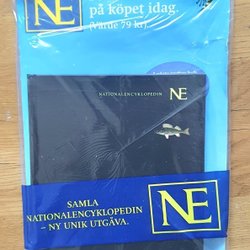 NE
på köpet idag.
(Värde 79 kr).
NATIONALENCYKLOPEDIN NE
SAMLA
NATIONALENCYKLOPEDIN
– NY UNIK UTGÅVA.
NE